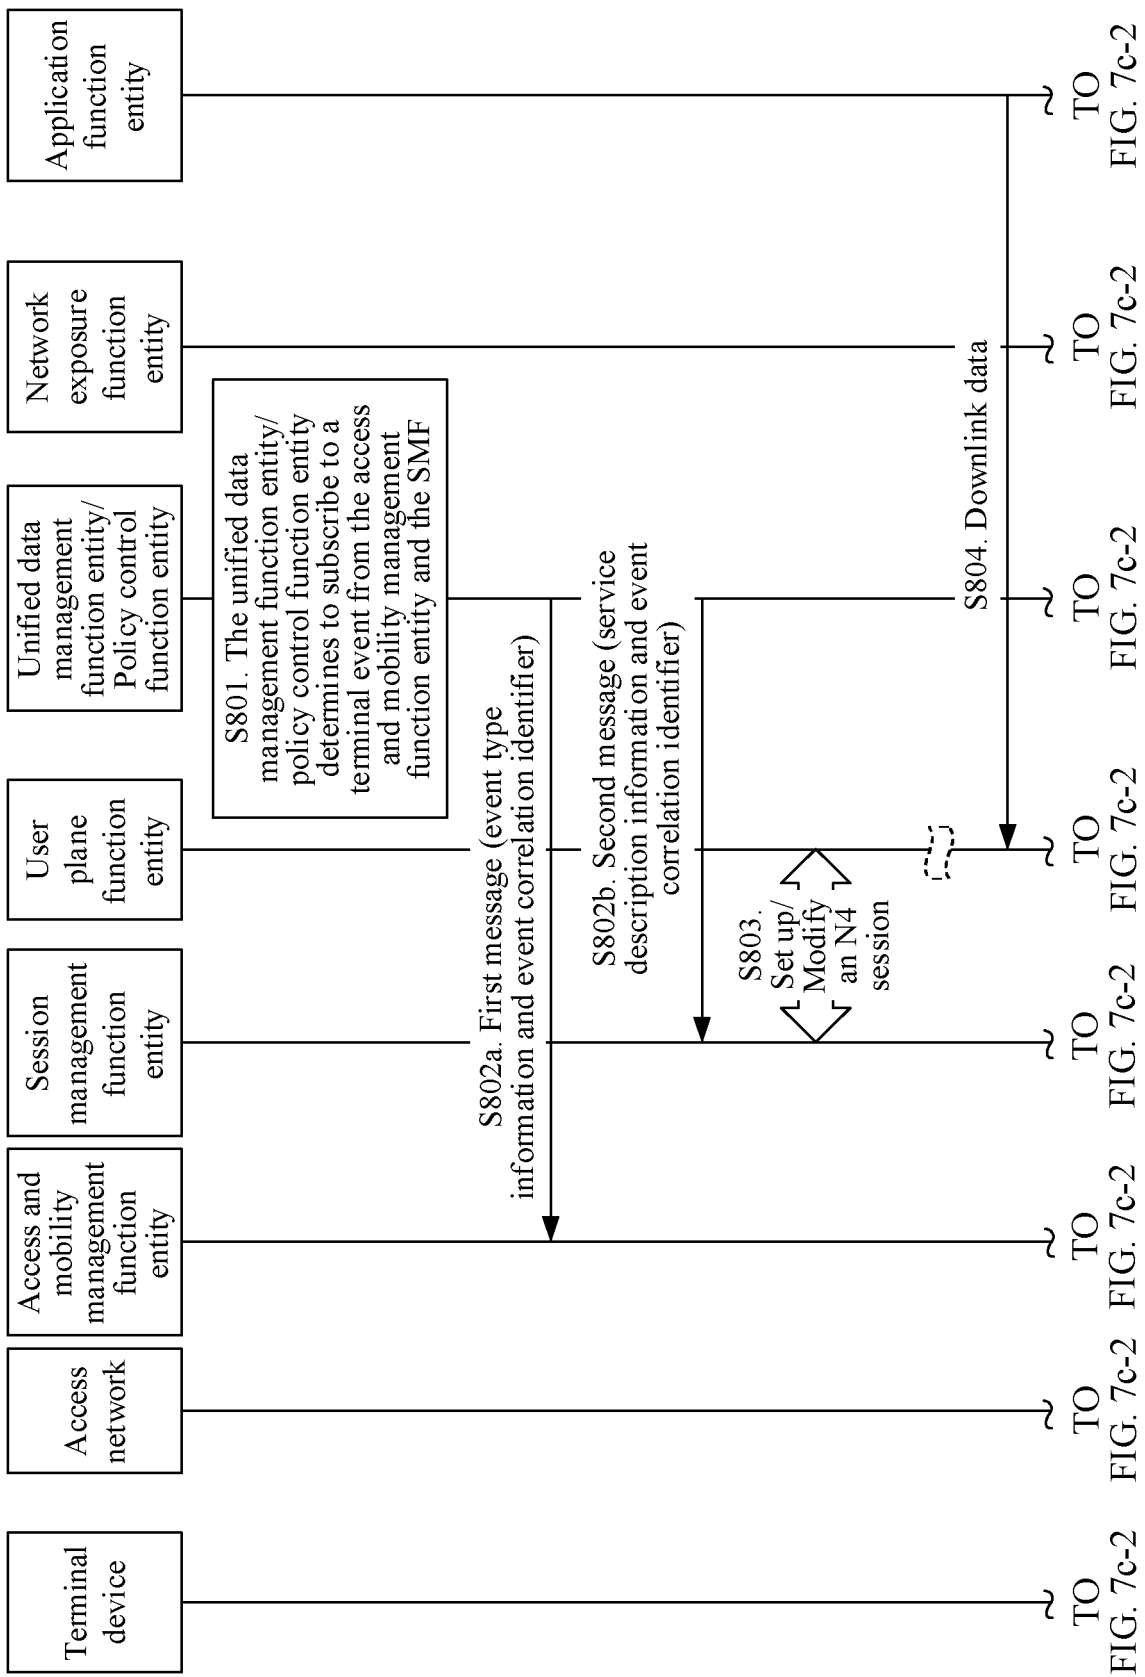 Terminal
device
Access
network
Access and
mobility
management
function
entity
Session
management
function
entity
User
plane
function
entity
Unified data
management
function entity/
Policy control
function entity
Network
exposure
function
entity
Application
function
entity
S801. The unified data
management function entity/
policy control function entity
determines to subscribe to a
terminal event from the access
and mobility management
function entity and the SMF
S802a. First message (event type
information and event correlation identifier)
S802b. Second message (service
description information and event
correlation identifier)
S803.
Set up/
Modify
an N4
session
S804. Downlink data
TO
FIG. 7c-2
TO
FIG. 7c-2
TO
FIG. 7c-2
TO
FIG. 7c-2
TO
FIG. 7c-2
TO
FIG. 7c-2
TO
FIG. 7c-2
TO
FIG. 7c-2